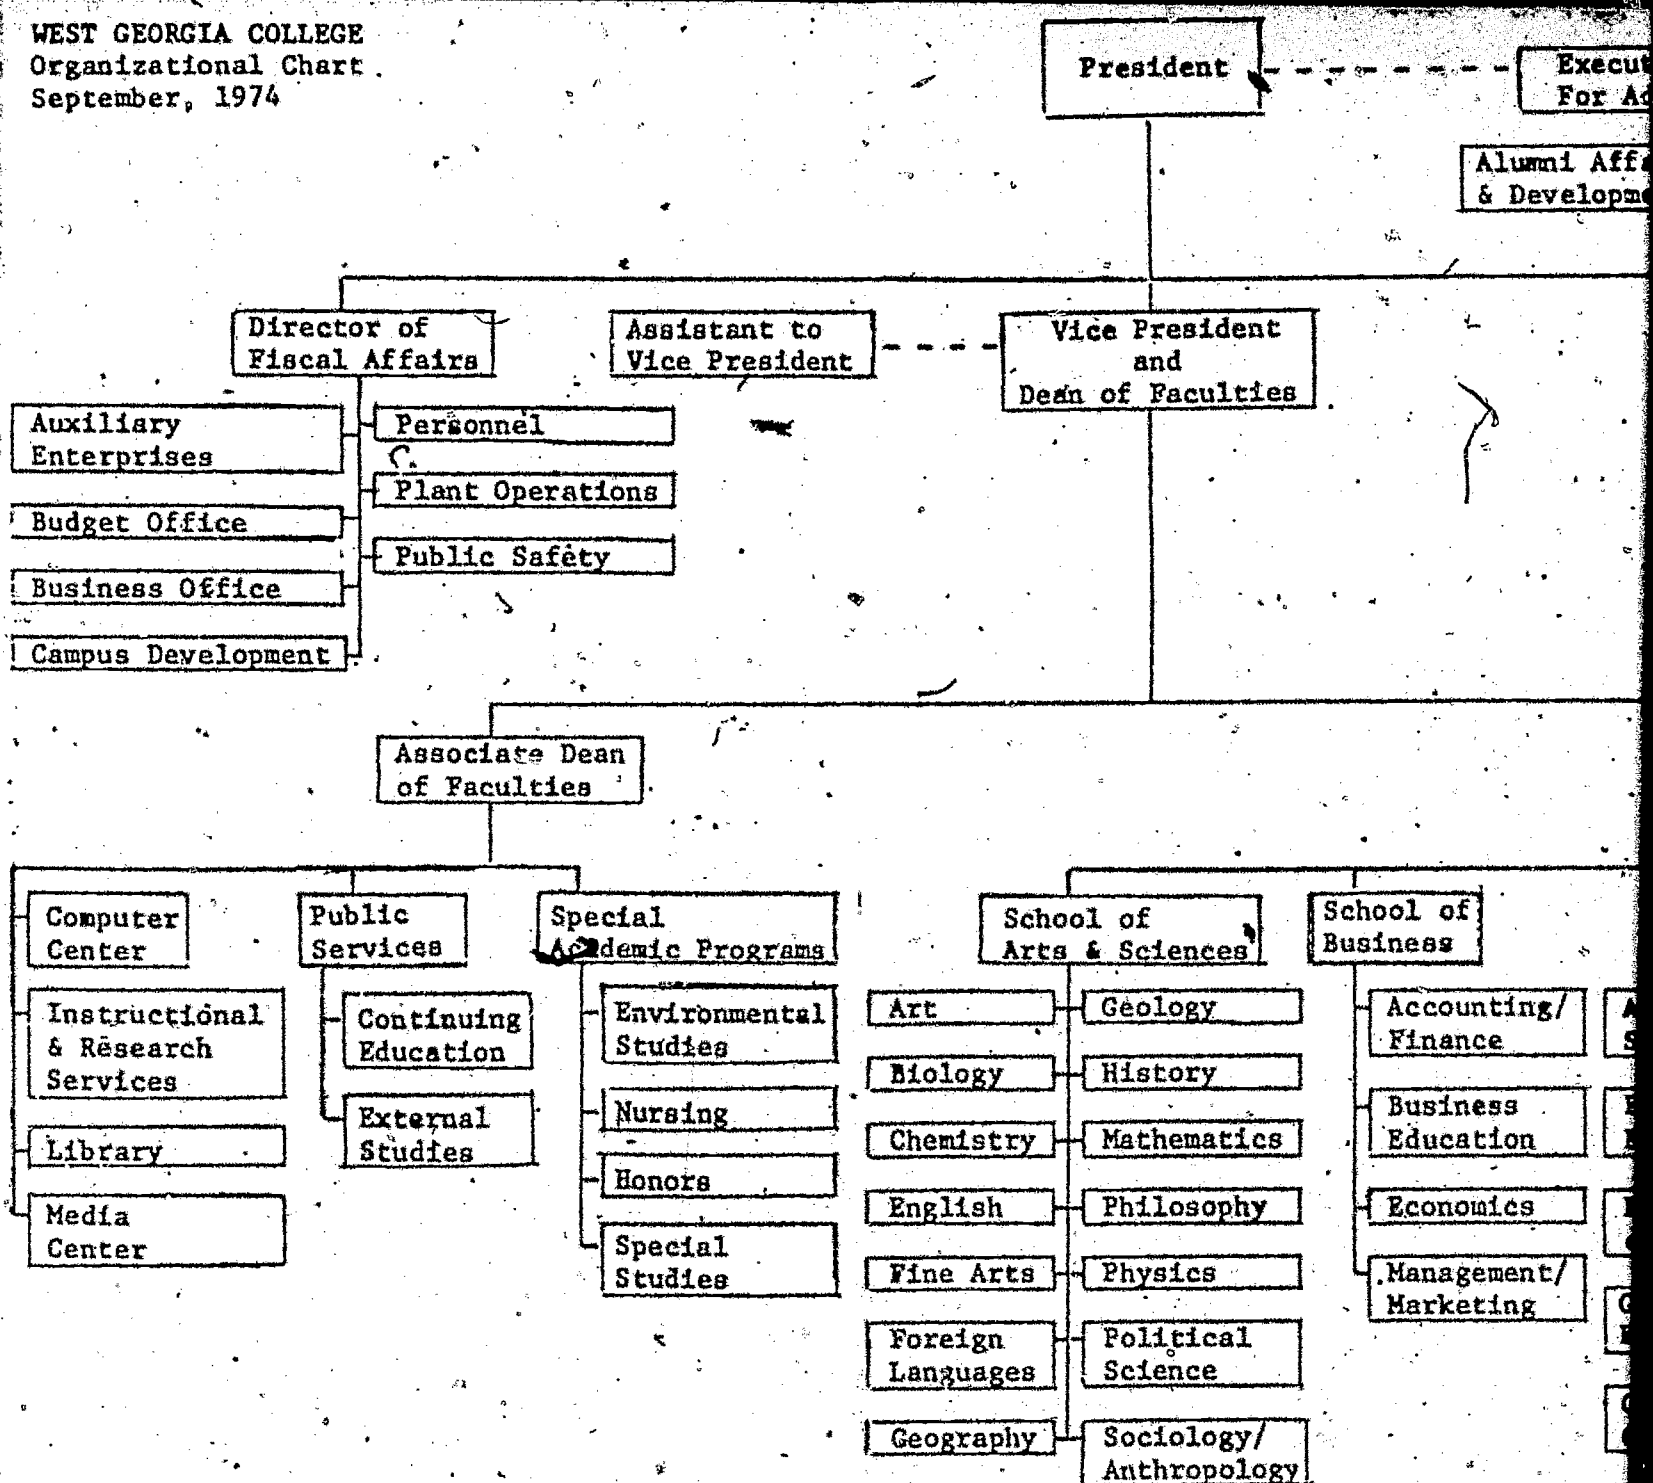 WEST GEORGIA COLLEGE
Organizational Chart
September, 1974
President
For
Alumni
&
Director of
Fiscal Affairs
Assistant to
Vice President
Vice President
and
Dean of Faculties
Auxiliary
Enterprises
Budget Office
Business Office
Campus Development
Personnel
Plant Operations
Public Safety
Associate Dean
of Faculties
Computer
Center
Instructional
& Research
Services
Library
Media
Center
Public
Services
Continuing
Education
External
Studies
Special
Academic Programs
Environmental
Studies
Nursing
Honors
Special
Studies
School of
Arts & Sciences
Art
Biology
Chemistry
English
Fine Arts
Foreign
Languages
Geography
Geology
History
Mathematics
Philosophy
Physics
Political
Science
Sociology/
Anthropology
School of
Business
Accounting/
Finance
Business
Education
Economics
Management/
Marketing